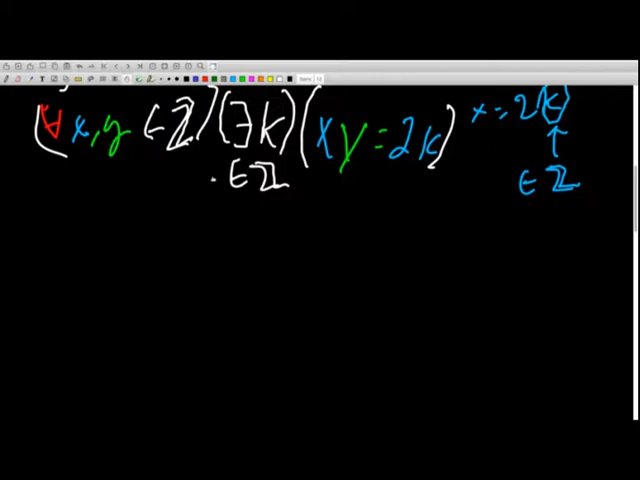 (∀ x, y ∈ ℤ) (∃ k) (xy = 2k) x = 2(k)
∈ ℤ ↑
∈ ℤ